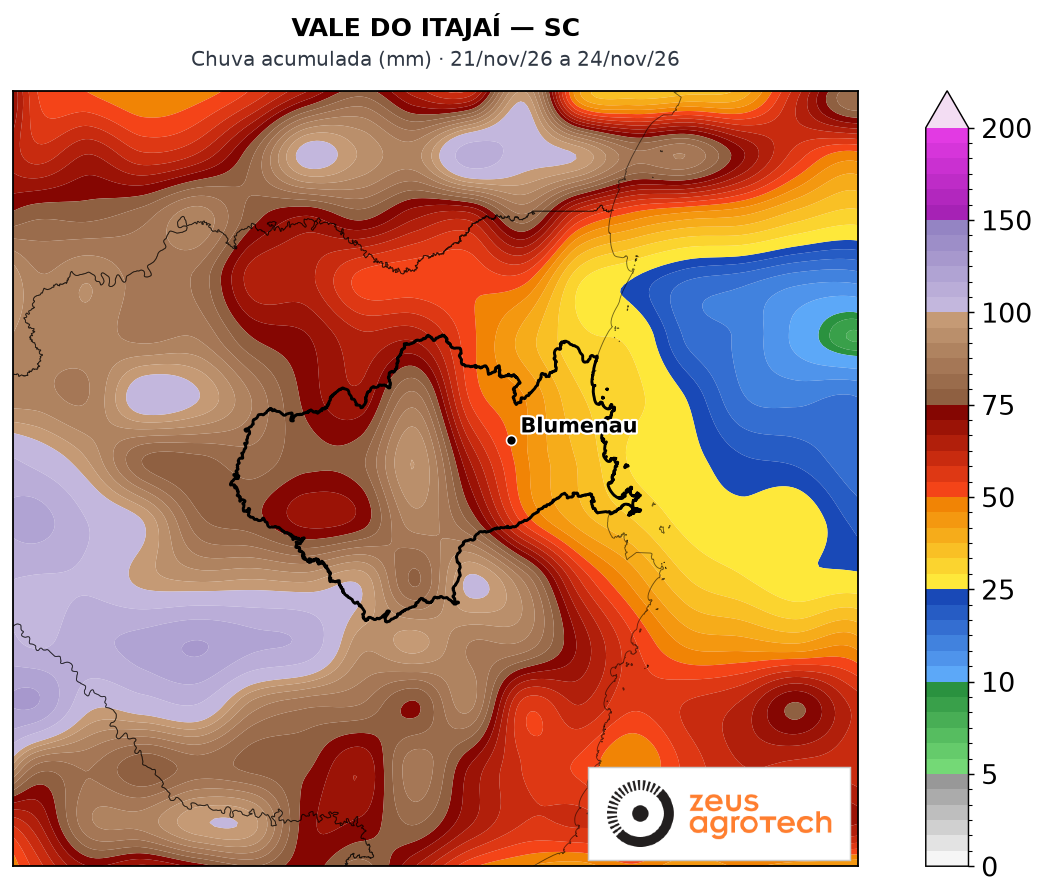 VALE DO ITAJAÍ — SC
Chuva acumulada (mm) · 21/nov/26 a 24/nov/26
200
150
100
75
50
25
10
5
0
Blumenau
zeus
agrotech